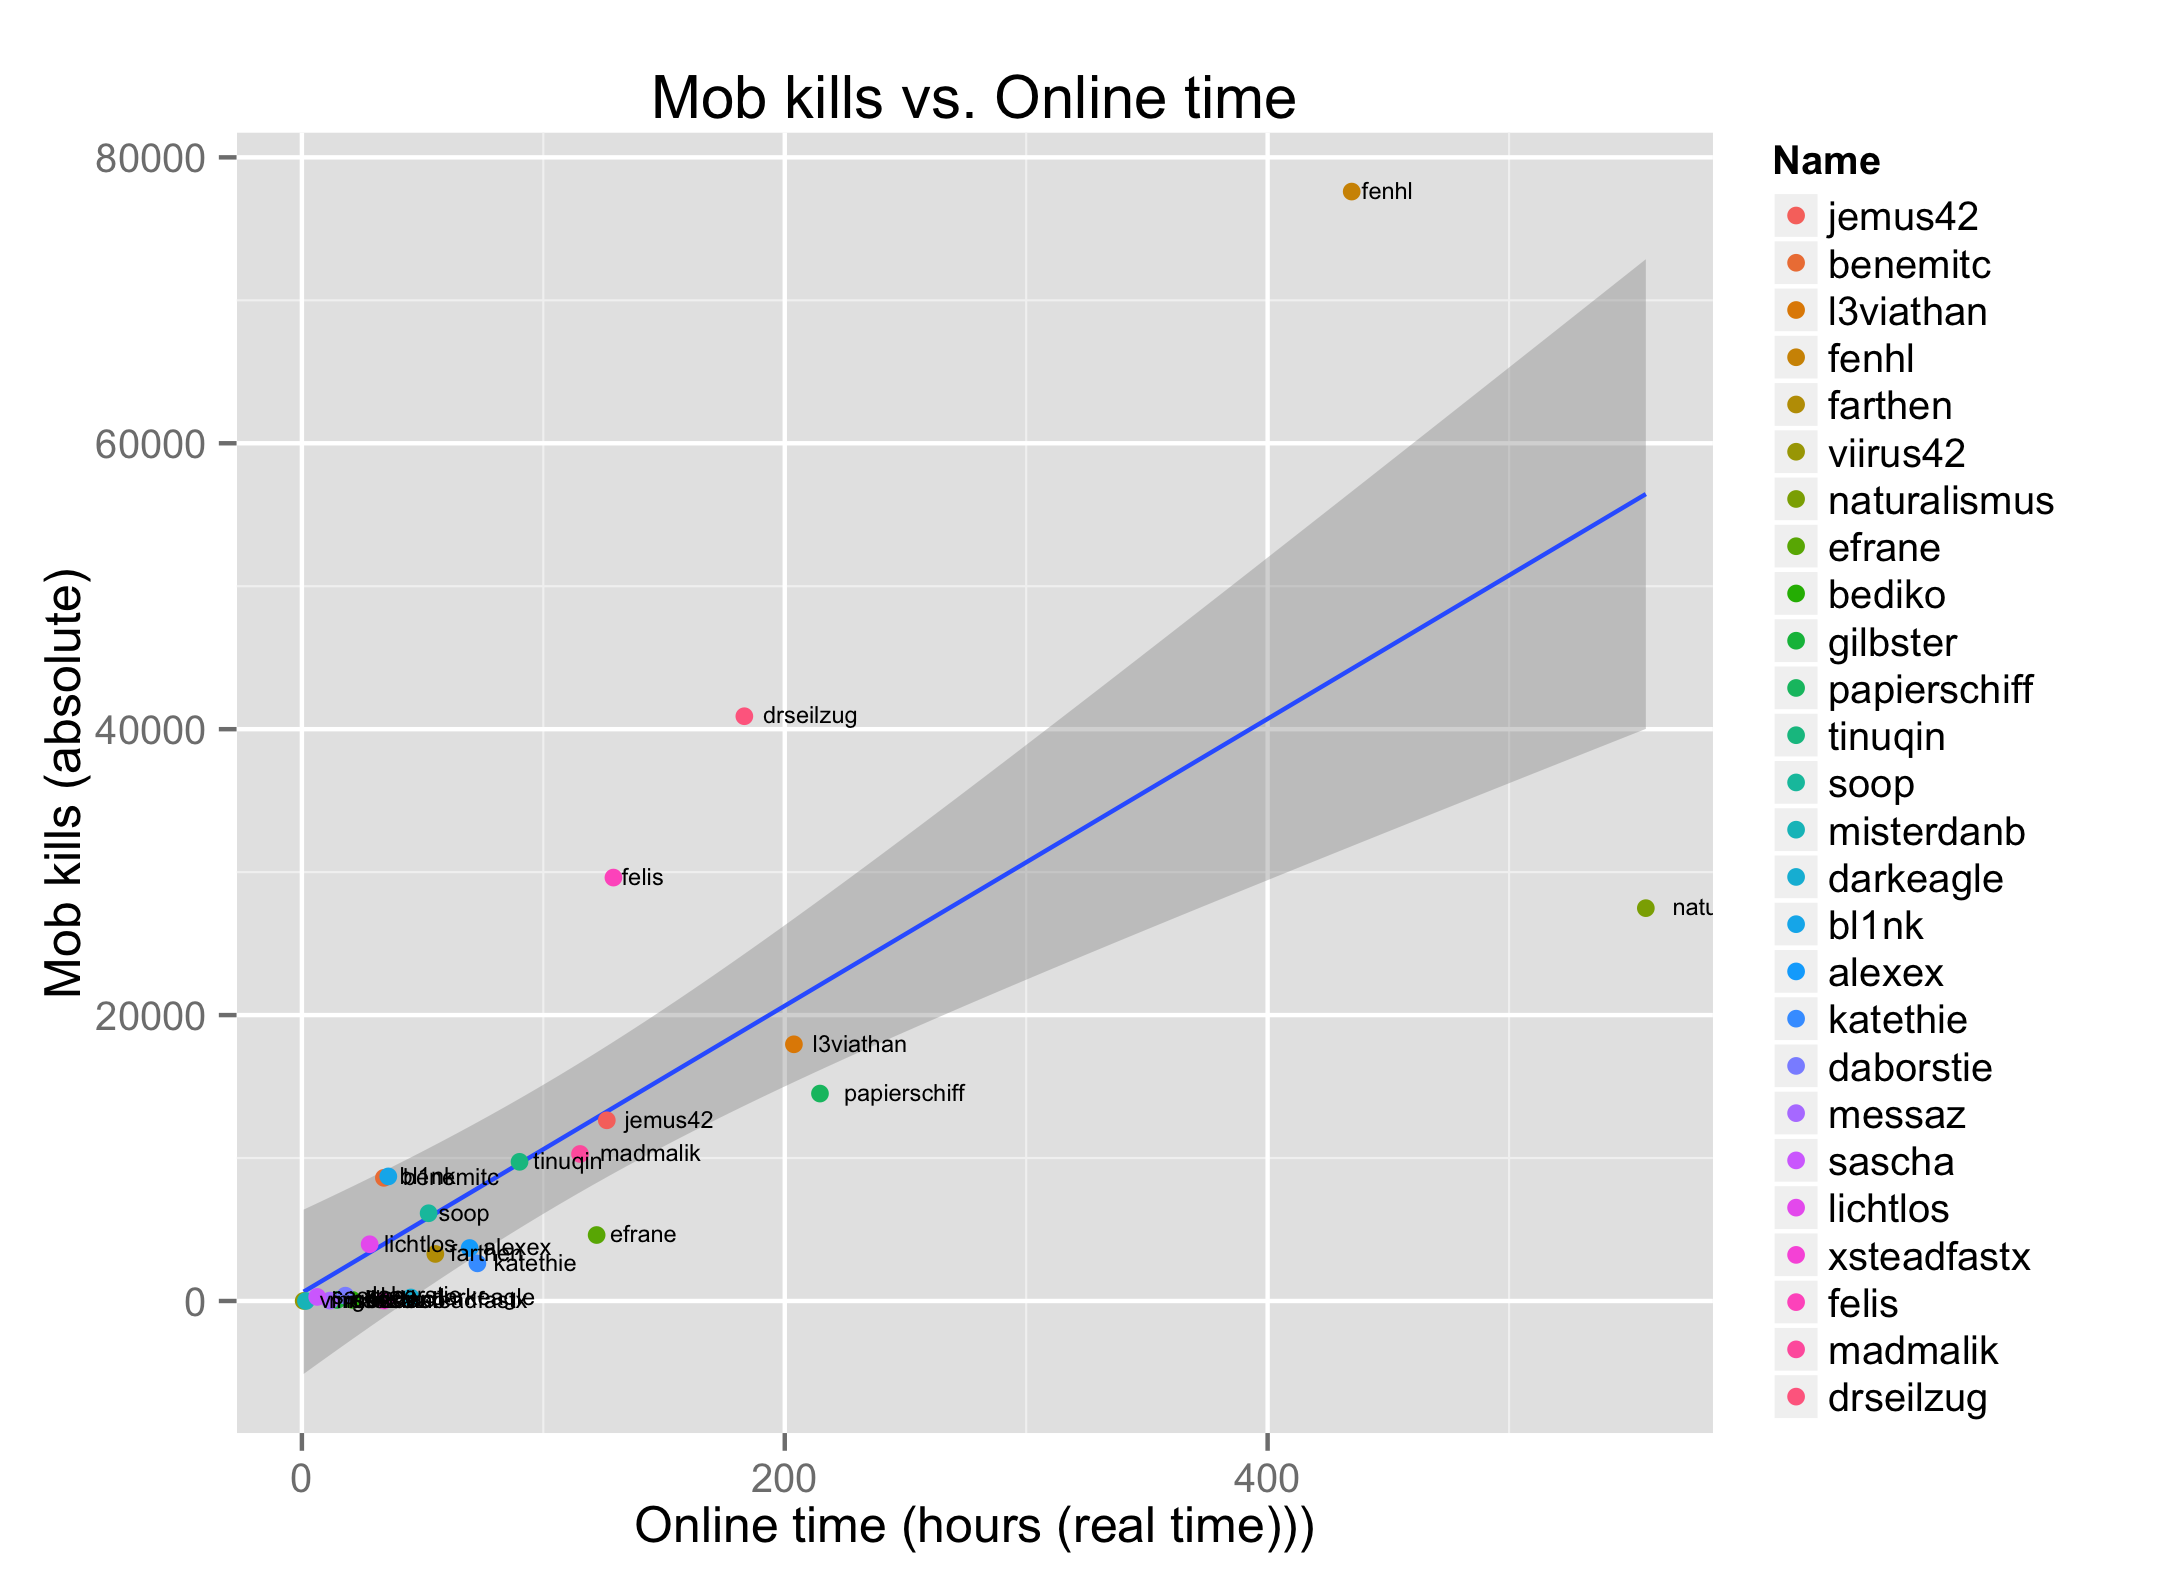 Mob kills vs. Online time
80000
60000
40000
20000
0
Mob kills (absolute)
0
200
400
Online time (hours (real time)))
fenhl
drseilzug
felis
natu
l3viathan
papierschiff
jemus42
madmalik
tinuqin
bl1nk
benemitc
soop
efrane
lichtlos
alexex
farthen
katethie
Name
jemus42
benemitc
l3viathan
fenhl
farthen
viirus42
naturalismus
efrane
bediko
gilbster
papierschiff
tinuqin
soop
misterdanb
darkeagle
bl1nk
alexex
katethie
daborstie
messaz
sascha
lichtlos
xsteadfastx
felis
madmalik
drseilzug